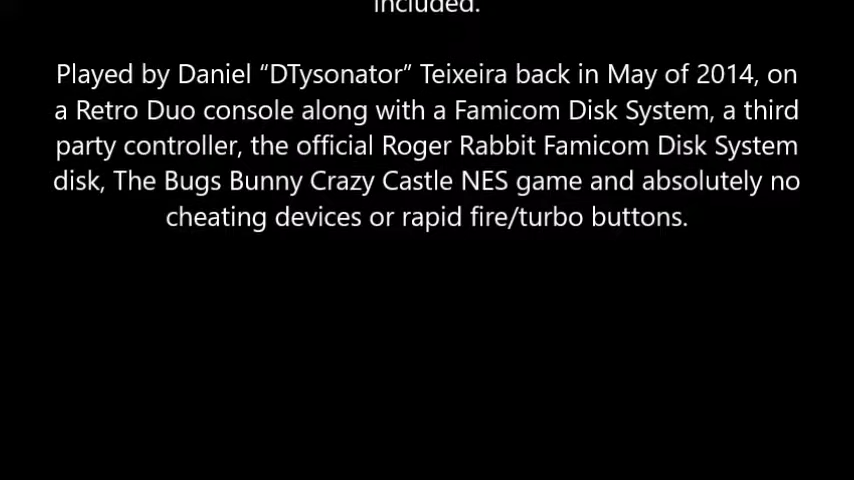 included.
Played by Daniel “DTysonator” Teixeira back in May of 2014, on
a Retro Duo console along with a Famicom Disk System, a third
party controller, the official Roger Rabbit Famicom Disk System
disk, The Bugs Bunny Crazy Castle NES game and absolutely no
cheating devices or rapid fire/turbo buttons.